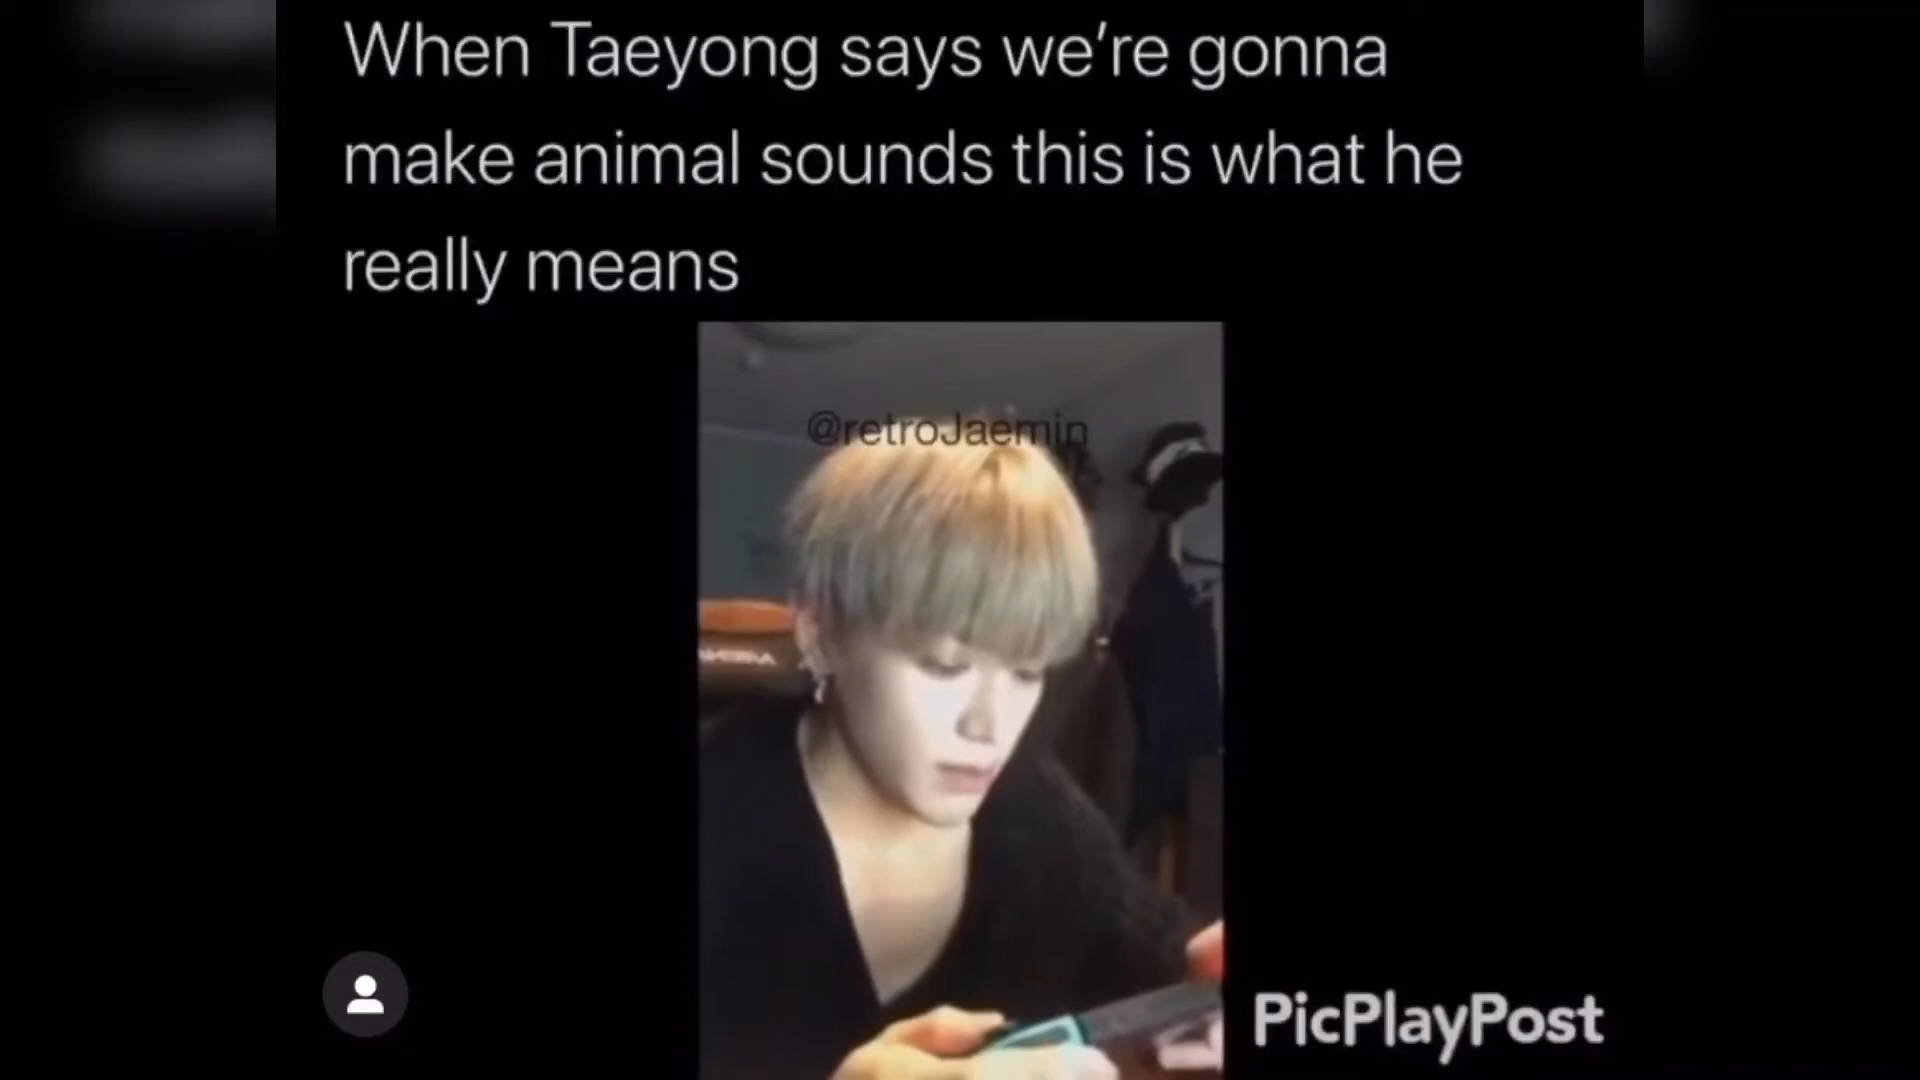 When Taeyong says we're gonna
make animal sounds this is what he
really means
@retroJaemin
PicPlayPost